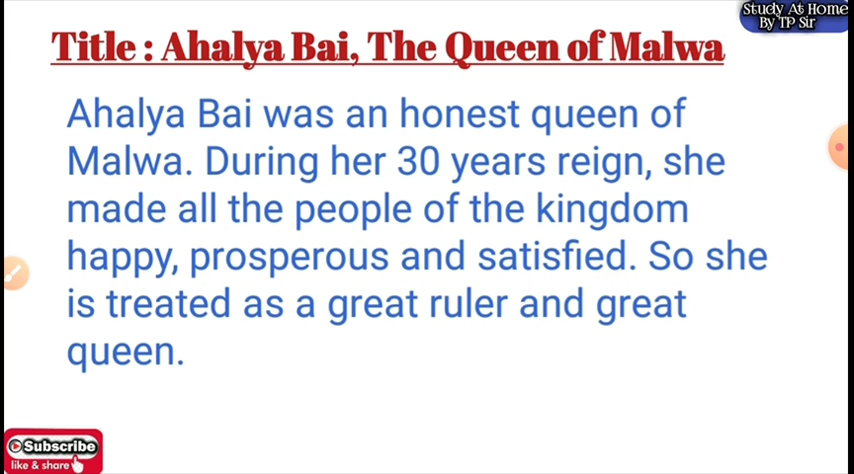 Study At Home
By TP Sir
Title : Ahalya Bai, The Queen of Malwa
Ahalya Bai was an honest queen of
Malwa. During her 30 years reign, she
made all the people of the kingdom
happy, prosperous and satisfied. So she
is treated as a great ruler and great
queen.
Subscribe
like & share